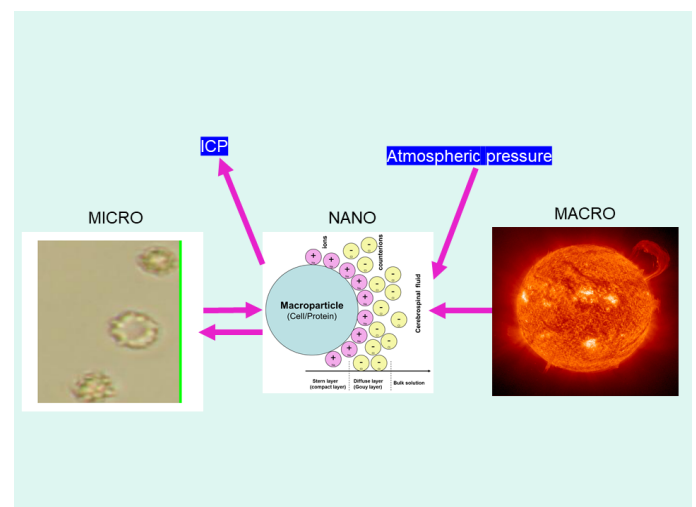 ICP
Atmospheric pressure
MICRO
NANO
MACRO
ions
counterions
Cerebrospinal fluid
Macroparticle
(Cell/Protein)
Stern layer
(compact layer)
Diffuse layer
(Gouy layer)
Bulk solution